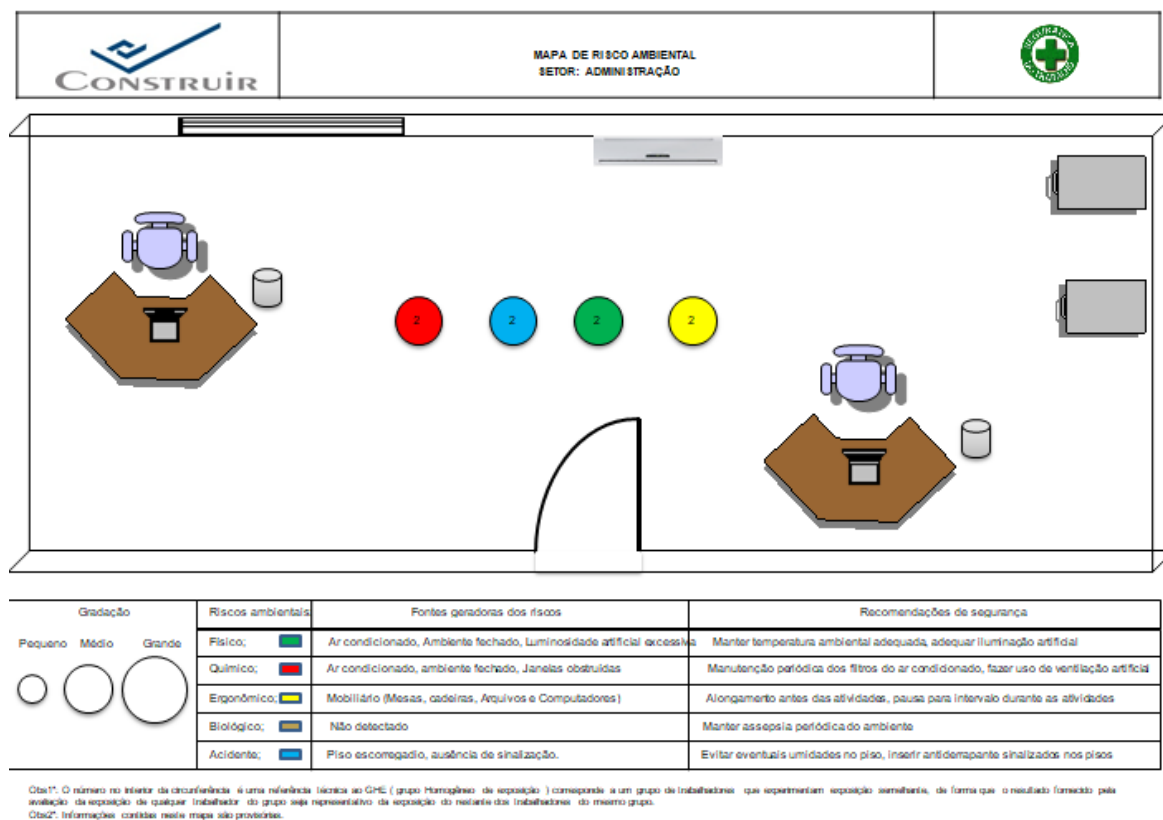 CONSTRUIR
MAPA DE RISCO AMBIENTAL
SETOR: ADMINISTRAÇÃO
SEGURANÇA
DO TRABALHO
2
2
2
2
Gradação
Pequeno Médio Grande
Riscos ambientais
Fontes geradoras dos riscos
Recomendações de segurança
Físico;
Ar condicionado, Ambiente fechado, Luminosidade artificial excessiva
Manter temperatura ambiental adequada, adequar iluminação artificial
Químico;
Ar condicionado, ambiente fechado, Janelas obstruídas
Manutenção periódica dos filtros do ar condicionado, fazer uso de ventilação artificial
Ergonômico;
Mobiliário (Mesas, cadeiras, Arquivos e Computadores)
Alongamento antes das atividades, pausa para intervalo durante as atividades
Biológico;
Não detectado
Manter assepsia periódica do ambiente
Acidente;
Piso escorregadio, ausência de sinalização.
Evitar eventuais umidades no piso, inserir antiderrapante sinalizados nos pisos
Obs1*. O número no interior da circunferência é uma referência técnica ao GHE ( grupo Homogêneo de exposição ) corresponde a um grupo de trabalhadores que experimentam exposição semelhante, de forma que o resultado fornecido pela
avaliação da exposição de qualquer trabalhador do grupo seja representativo da exposição do restante dos trabalhadores do mesmo grupo.
Obs2*. Informações contidas neste mapa são provisórias.